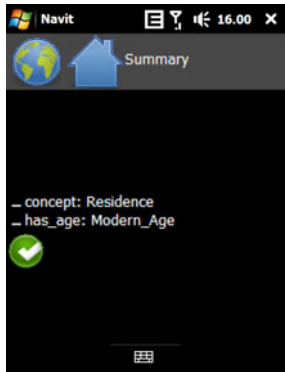 Navit E 16.00
Summary
concept: Residence
has_age: Modern_Age